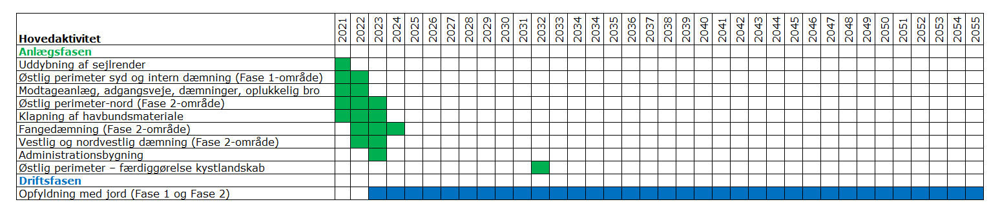 Hovedaktivitet 2021 2022 2023 2024 2025 2026 2027 2028 2029 2030 2031 2032 2033 2034 2034 2035 2036 2037 2038 2039 2040 2041 2042 2043 2044 2045 2046 2047 2048 2049 2050 2051 2052 2053 2054 2055
Anlægsfasen
Uddybning af sejlrender
Østlig perimeter syd og intern dæmning (Fase 1-område)
Modtageanlæg, adgangsveje, dæmninger, oplukkelig bro
Østlig perimeter-nord (Fase 2-område)
Klapning af havbundsmateriale
Fangedæmning (Fase 2-område)
Vestlig og nordvestlig dæmning (Fase 2-område)
Administrationsbygning
Østlig perimeter – færdiggørelse kystlandskab
Driftsfasen
Opfyldning med jord (Fase 1 og Fase 2)